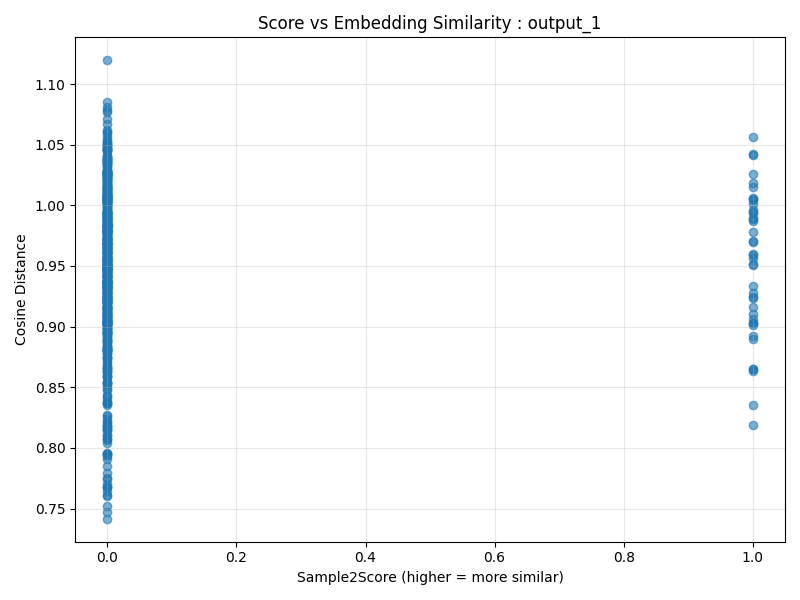 Score vs Embedding Similarity : output_1
Cosine Distance
1.10
1.05
1.00
0.95
0.90
0.85
0.80
0.75
0.0 0.2 0.4 0.6 0.8 1.0
Sample2Score (higher = more similar)